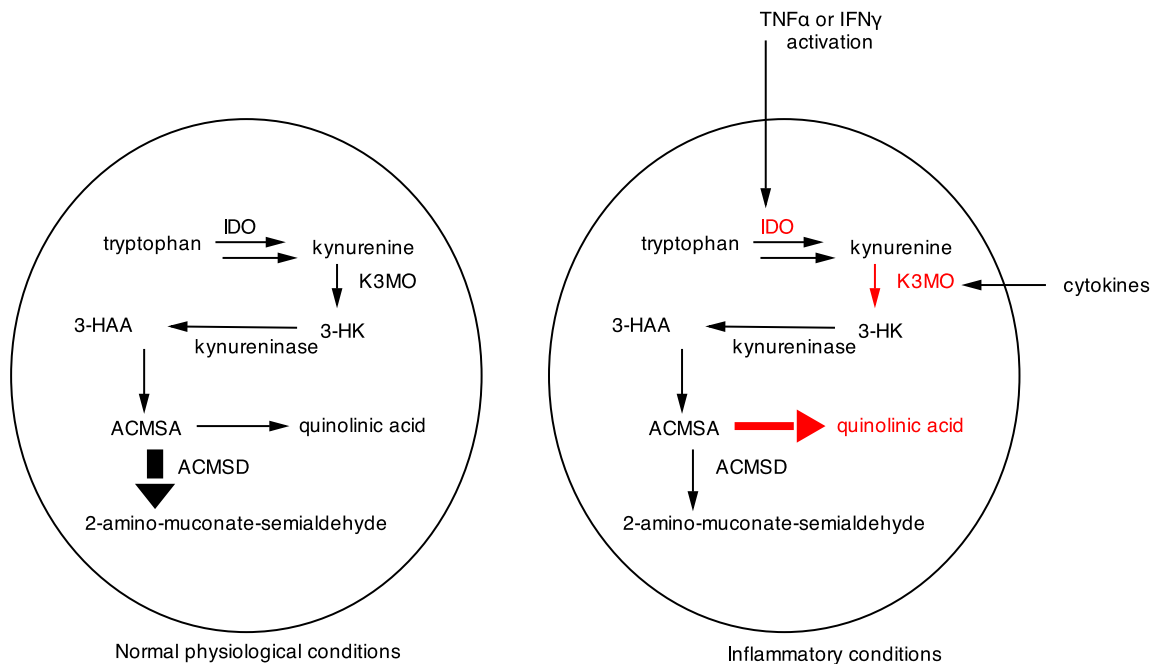 TNFα or IFNγ
activation
IDO
tryptophan
kynurenine
K3MO
3-HAA
3-HK
kynureninase
ACMSA
quinolinic acid
ACMSD
2-amino-muconate-semialdehyde
Normal physiological conditions
IDO
tryptophan
kynurenine
K3MO
cytokines
3-HAA
3-HK
kynureninase
ACMSA
quinolinic acid
ACMSD
2-amino-muconate-semialdehyde
Inflammatory conditions